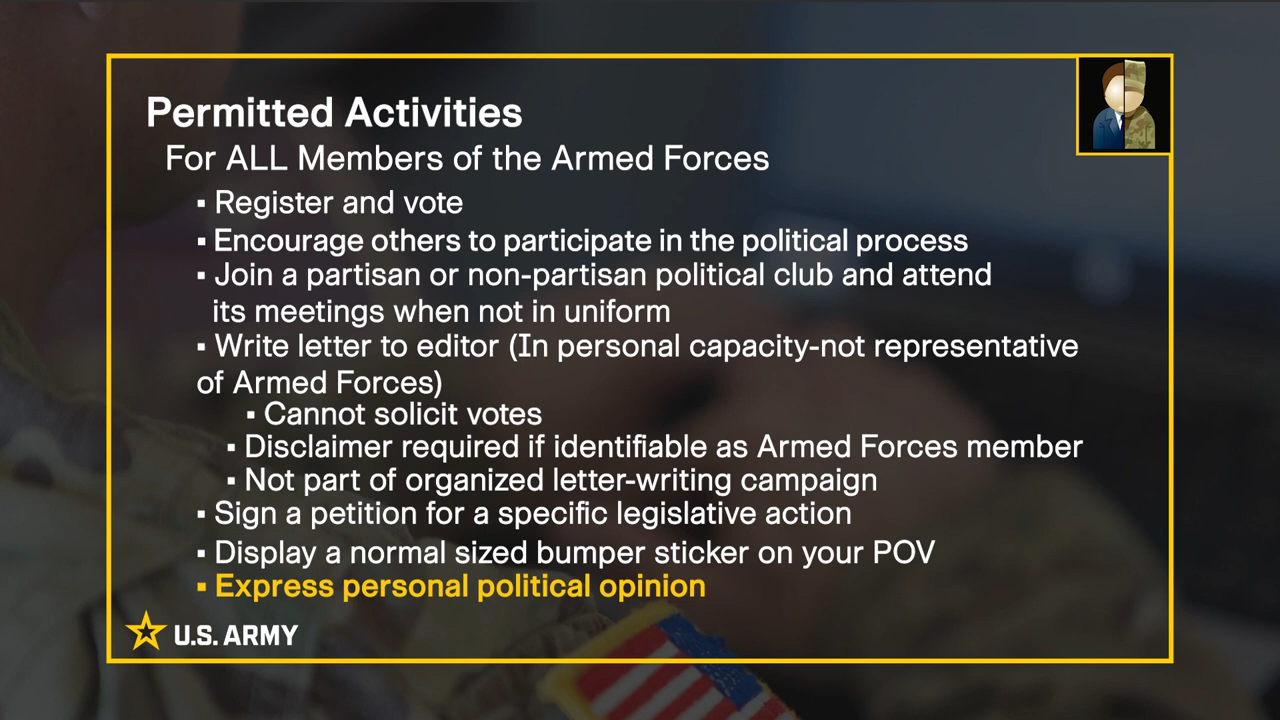 Permitted Activities
For ALL Members of the Armed Forces
▪ Register and vote
▪ Encourage others to participate in the political process
▪ Join a partisan or non-partisan political club and attend
its meetings when not in uniform
▪ Write letter to editor (In personal capacity-not representative
of Armed Forces)
▪ Cannot solicit votes
▪ Disclaimer required if identifiable as Armed Forces member
▪ Not part of organized letter-writing campaign
▪ Sign a petition for a specific legislative action
▪ Display a normal sized bumper sticker on your POV
▪ Express personal political opinion
U.S. ARMY